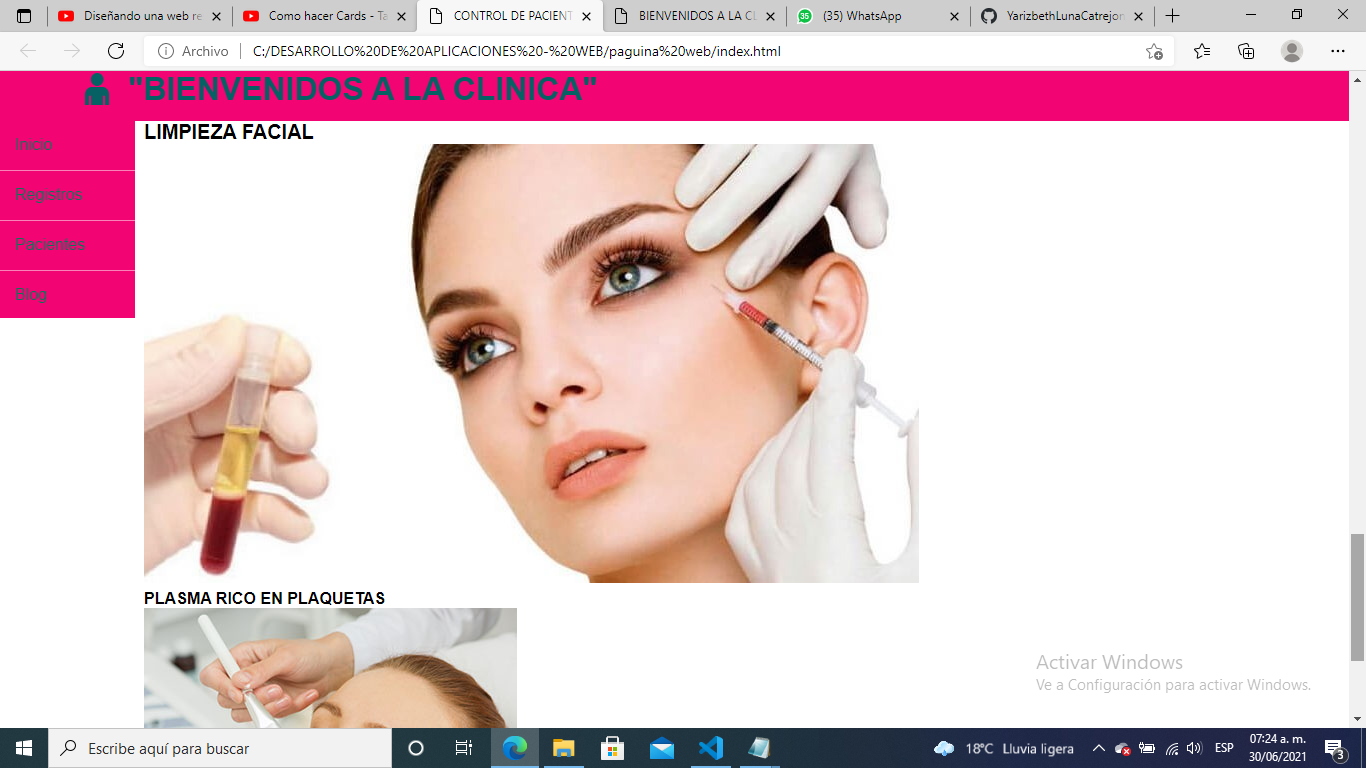 Diseñando una web re
Como hacer Cards - Ta
CONTROL DE PACIENT
BIENVENIDOS A LA CL
(35) WhatsApp
YarizbethLunaCatrejon
Archivo
C:/DESARROLLO%20DE%20APLICACIONES%20-%20WEB/paguina%20web/index.html
"BIENVENIDOS A LA CLINICA"
Inicio
Registros
Pacientes
Blog
LIMPIEZA FACIAL
PLASMA RICO EN PLAQUETAS
Activar Windows
Ve a Configuración para activar Windows.
Escribe aquí para buscar
18°C Lluvia ligera
ESP
07:24 a. m.
30/06/2021
3